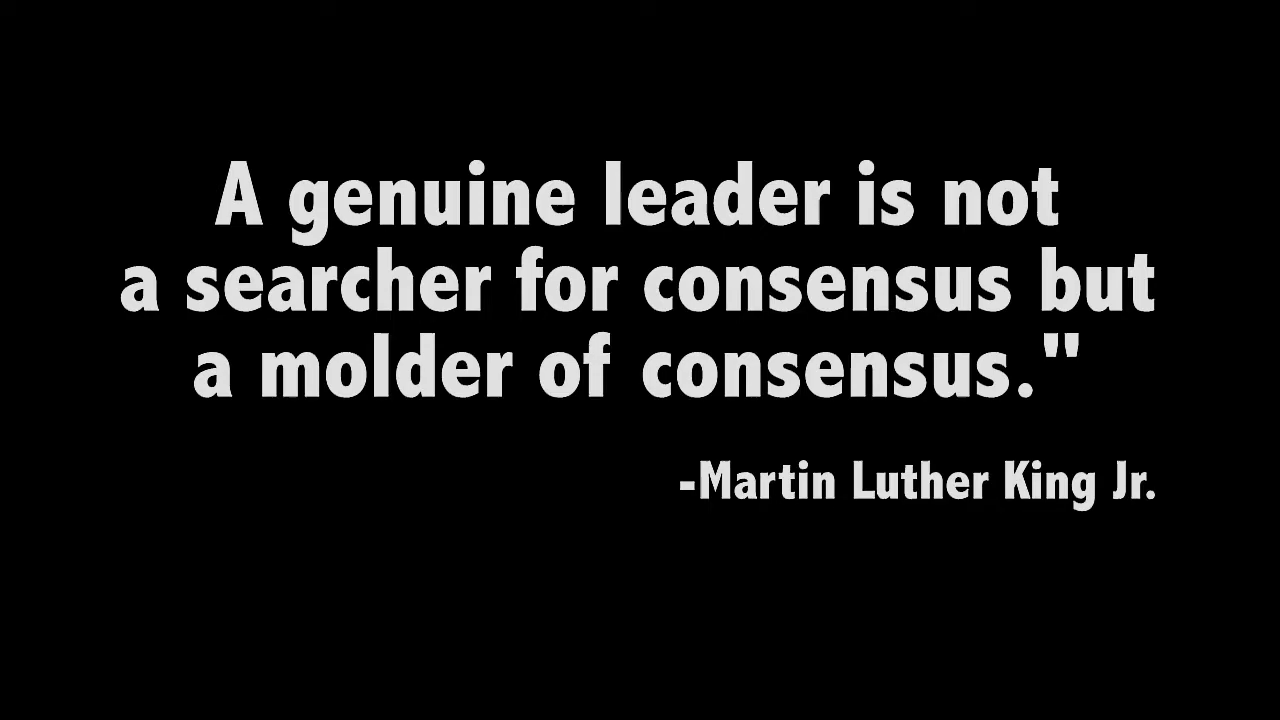 A genuine leader is not
a searcher for consensus but
a molder of consensus."
-Martin Luther King Jr.